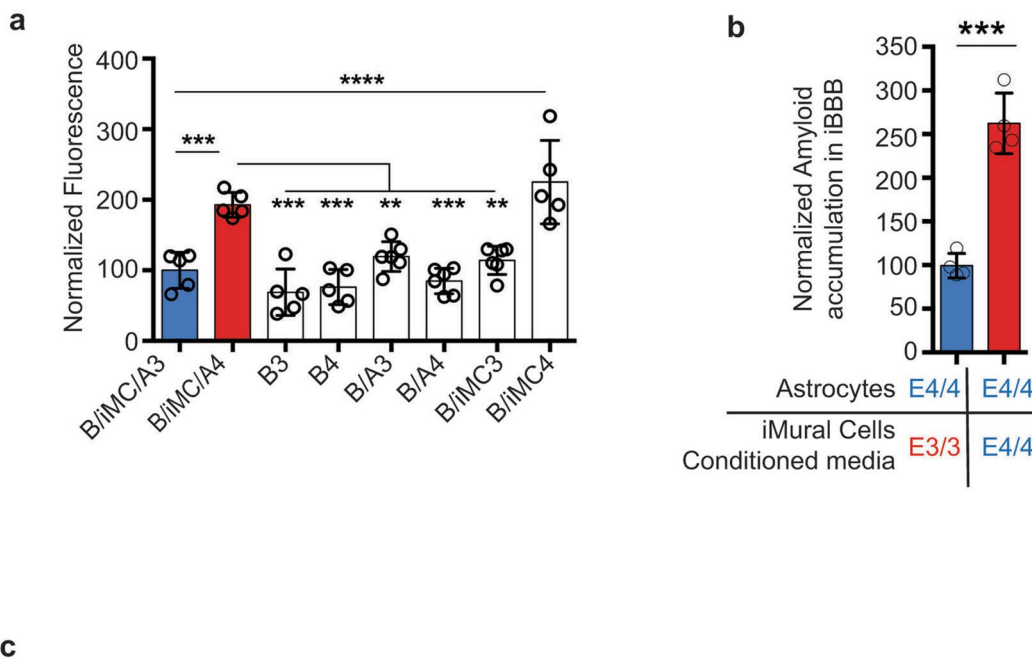 a
Normalized Fluorescence
400
300
200
100
0
****
***
*** *** ** *** **
B/iMC/A3
B/iMC/A4
B3
B4
B/A3
B/A4
B/iMC3
B/iMC4
b
Normalized Amyloid
accumulation in iBBB
350
300
250
200
150
100
50
0
***
Astrocytes E4/4 E4/4
iMural Cells
Conditioned media E3/3 E4/4
c